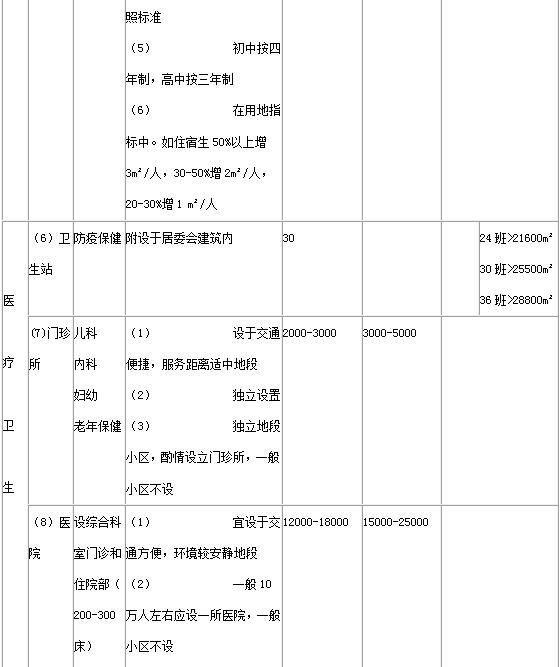 照标准
（5） 初中按四
年制，高中按三年制
（6） 在用地指
标中。如住宿生 50%以上增
3m²/人，30-50%增 2m²/人，
20-30%增 1 m²/人
医
疗
卫
生
（6）卫
生站
防疫保健
附设于居委会建筑内
30
24 班>21600m²
30 班>25500m²
36 班>28800m²
(7)门珍
所
儿科
内科
妇幼
老年保健
（1） 设于交通
便捷，服务距离适中地段
（2） 独立设置
（3） 独立地段
小区，酌情设立门珍所，一般
小区不设
2000-3000
3000-5000
（8）医
院
设综合科
室门诊和
住院部（
200-300
床）
（1） 宜设于交
通方便，环境较安静地段
（2） 一般 10
万人左右应设一所医院，一般
小区不设
12000-18000
15000-25000